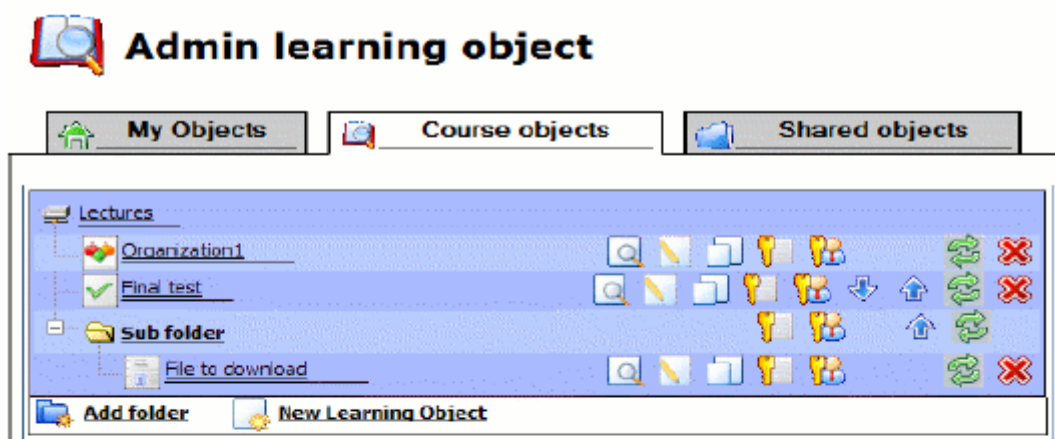 Admin learning object
My Objects Course objects Shared objects
Lectures
Organization1
Final test
Sub folder
File to download
Add folder New Learning Object